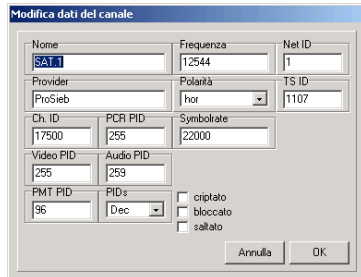 Modifica dati del canale
Nome Frequenza Net ID
SAT.1 12544 1
Provider Polarità TS ID
ProSieb hor 1107
Ch. ID PCR PID Symbolrate
17500 255 22000
Video PID Audio PID
255 259
PMT PID PIDs
96 Dec
criptato
bloccato
saltato
Annulla OK